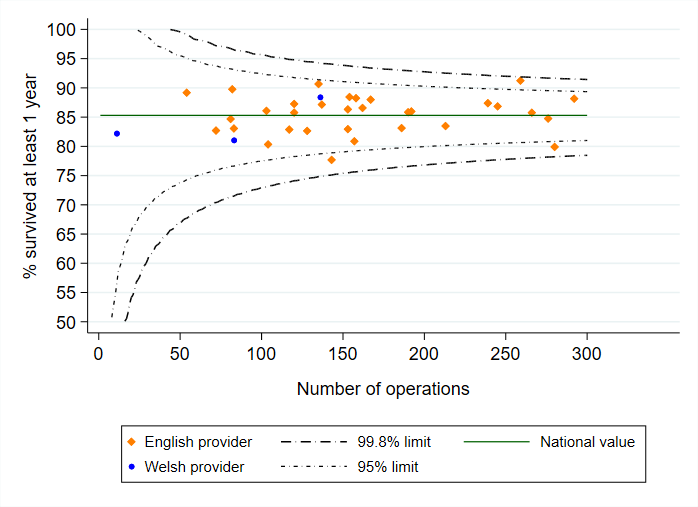 % survived at least 1 year
100
95
90
85
80
75
70
65
60
55
50
0 50 100 150 200 250 300
Number of operations
English provider 99.8% limit National value
Welsh provider 95% limit